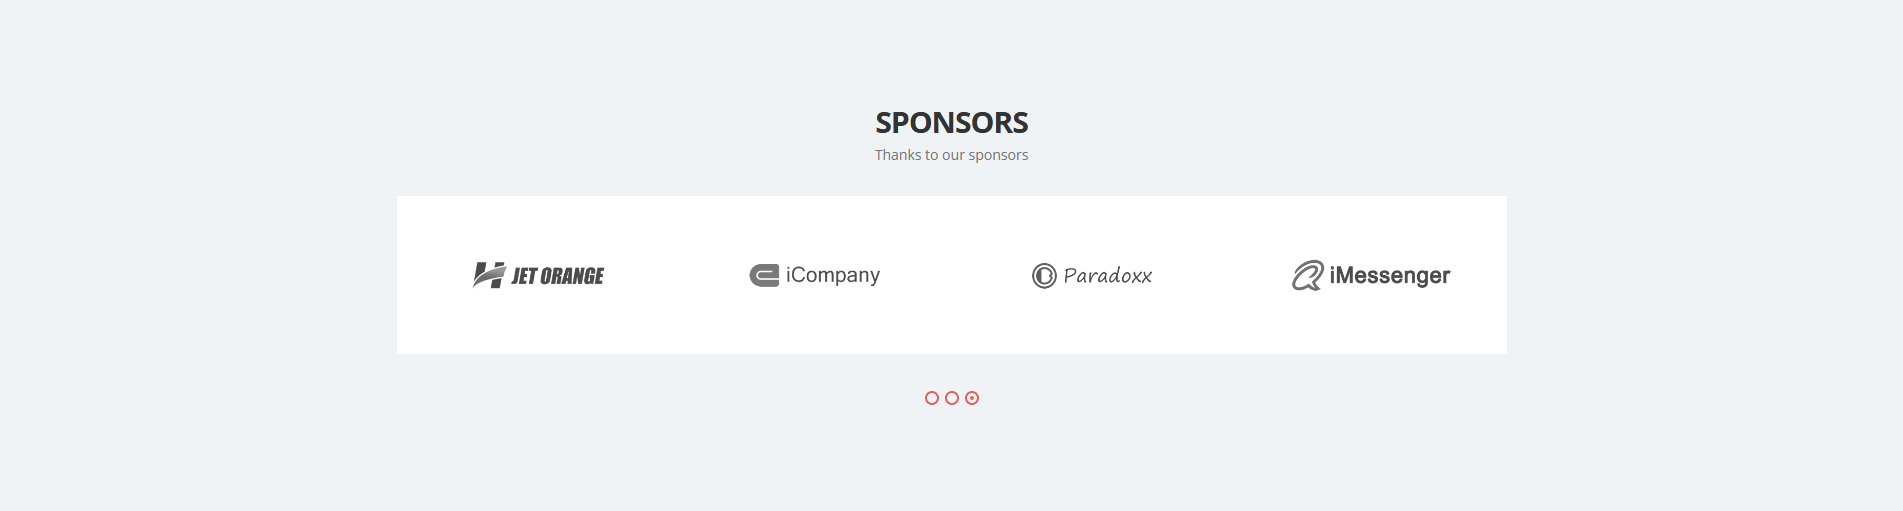 SPONSORS
Thanks to our sponsors
JET ORANGE
iCompany
Paradoxx
iMessenger